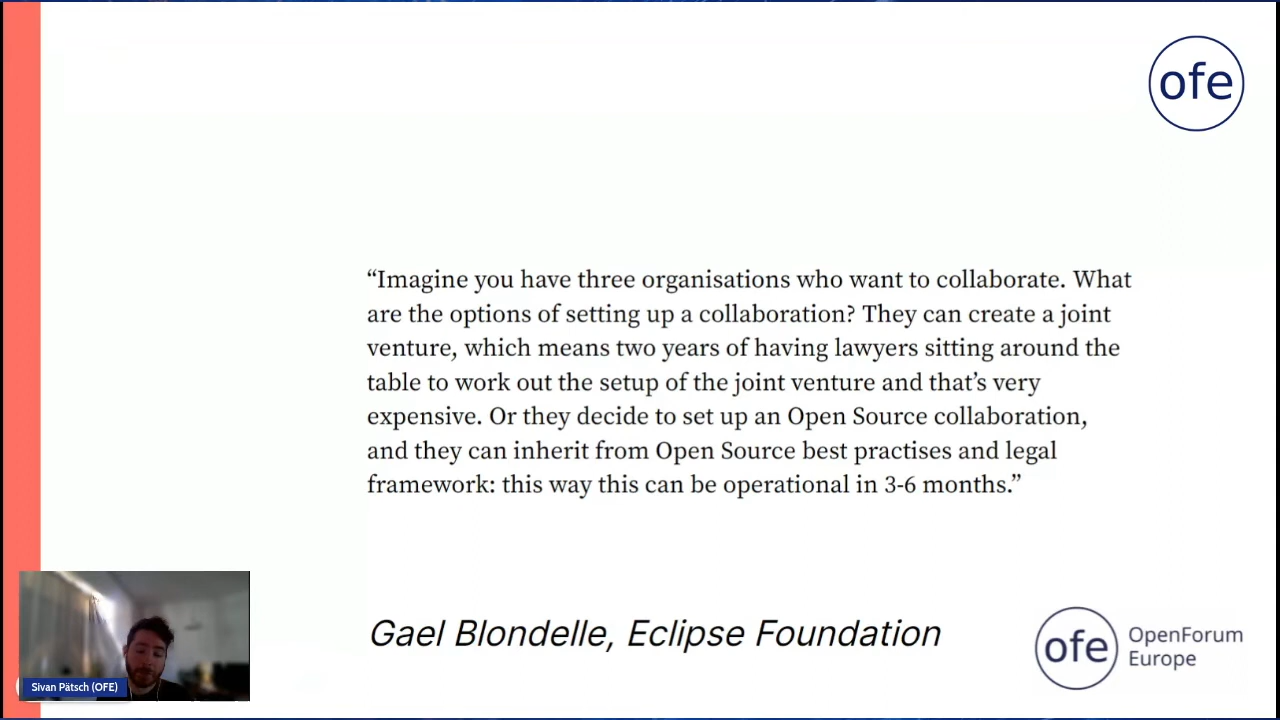 ofe
“Imagine you have three organisations who want to collaborate. What
are the options of setting up a collaboration? They can create a joint
venture, which means two years of having lawyers sitting around the
table to work out the setup of the joint venture and that’s very
expensive. Or they decide to set up an Open Source collaboration,
and they can inherit from Open Source best practises and legal
framework: this way this can be operational in 3-6 months.”
Gael Blondelle, Eclipse Foundation
ofe OpenForum
Europe
Sivan Pätsch (OFE)